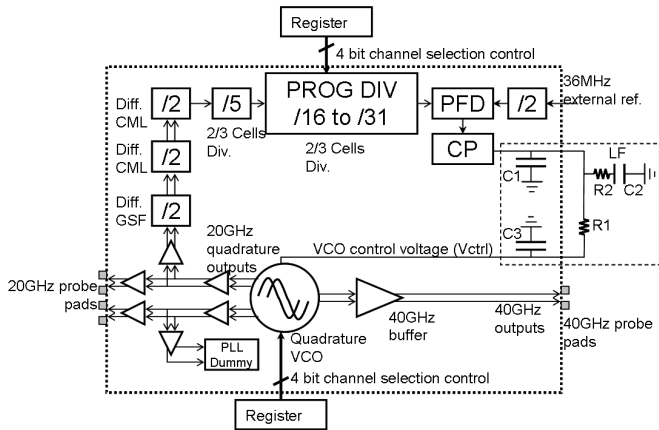 Register
4 bit channel selection control
Diff.
CML
/2
/5
PROG DIV
/16 to /31
PFD
/2
36MHz
external ref.
2/3 Cells
Div.
2/3 Cells
Div.
CP
Diff.
CML
/2
C1
LF
R2
C2
Diff.
GSF
/2
20GHz
quadrature
outputs
C3
R1
VCO control voltage (Vctrl)
20GHz probe
pads
40GHz
buffer
40GHz
outputs
40GHz probe
pads
Quadrature
VCO
PLL
Dummy
4 bit channel selection control
Register